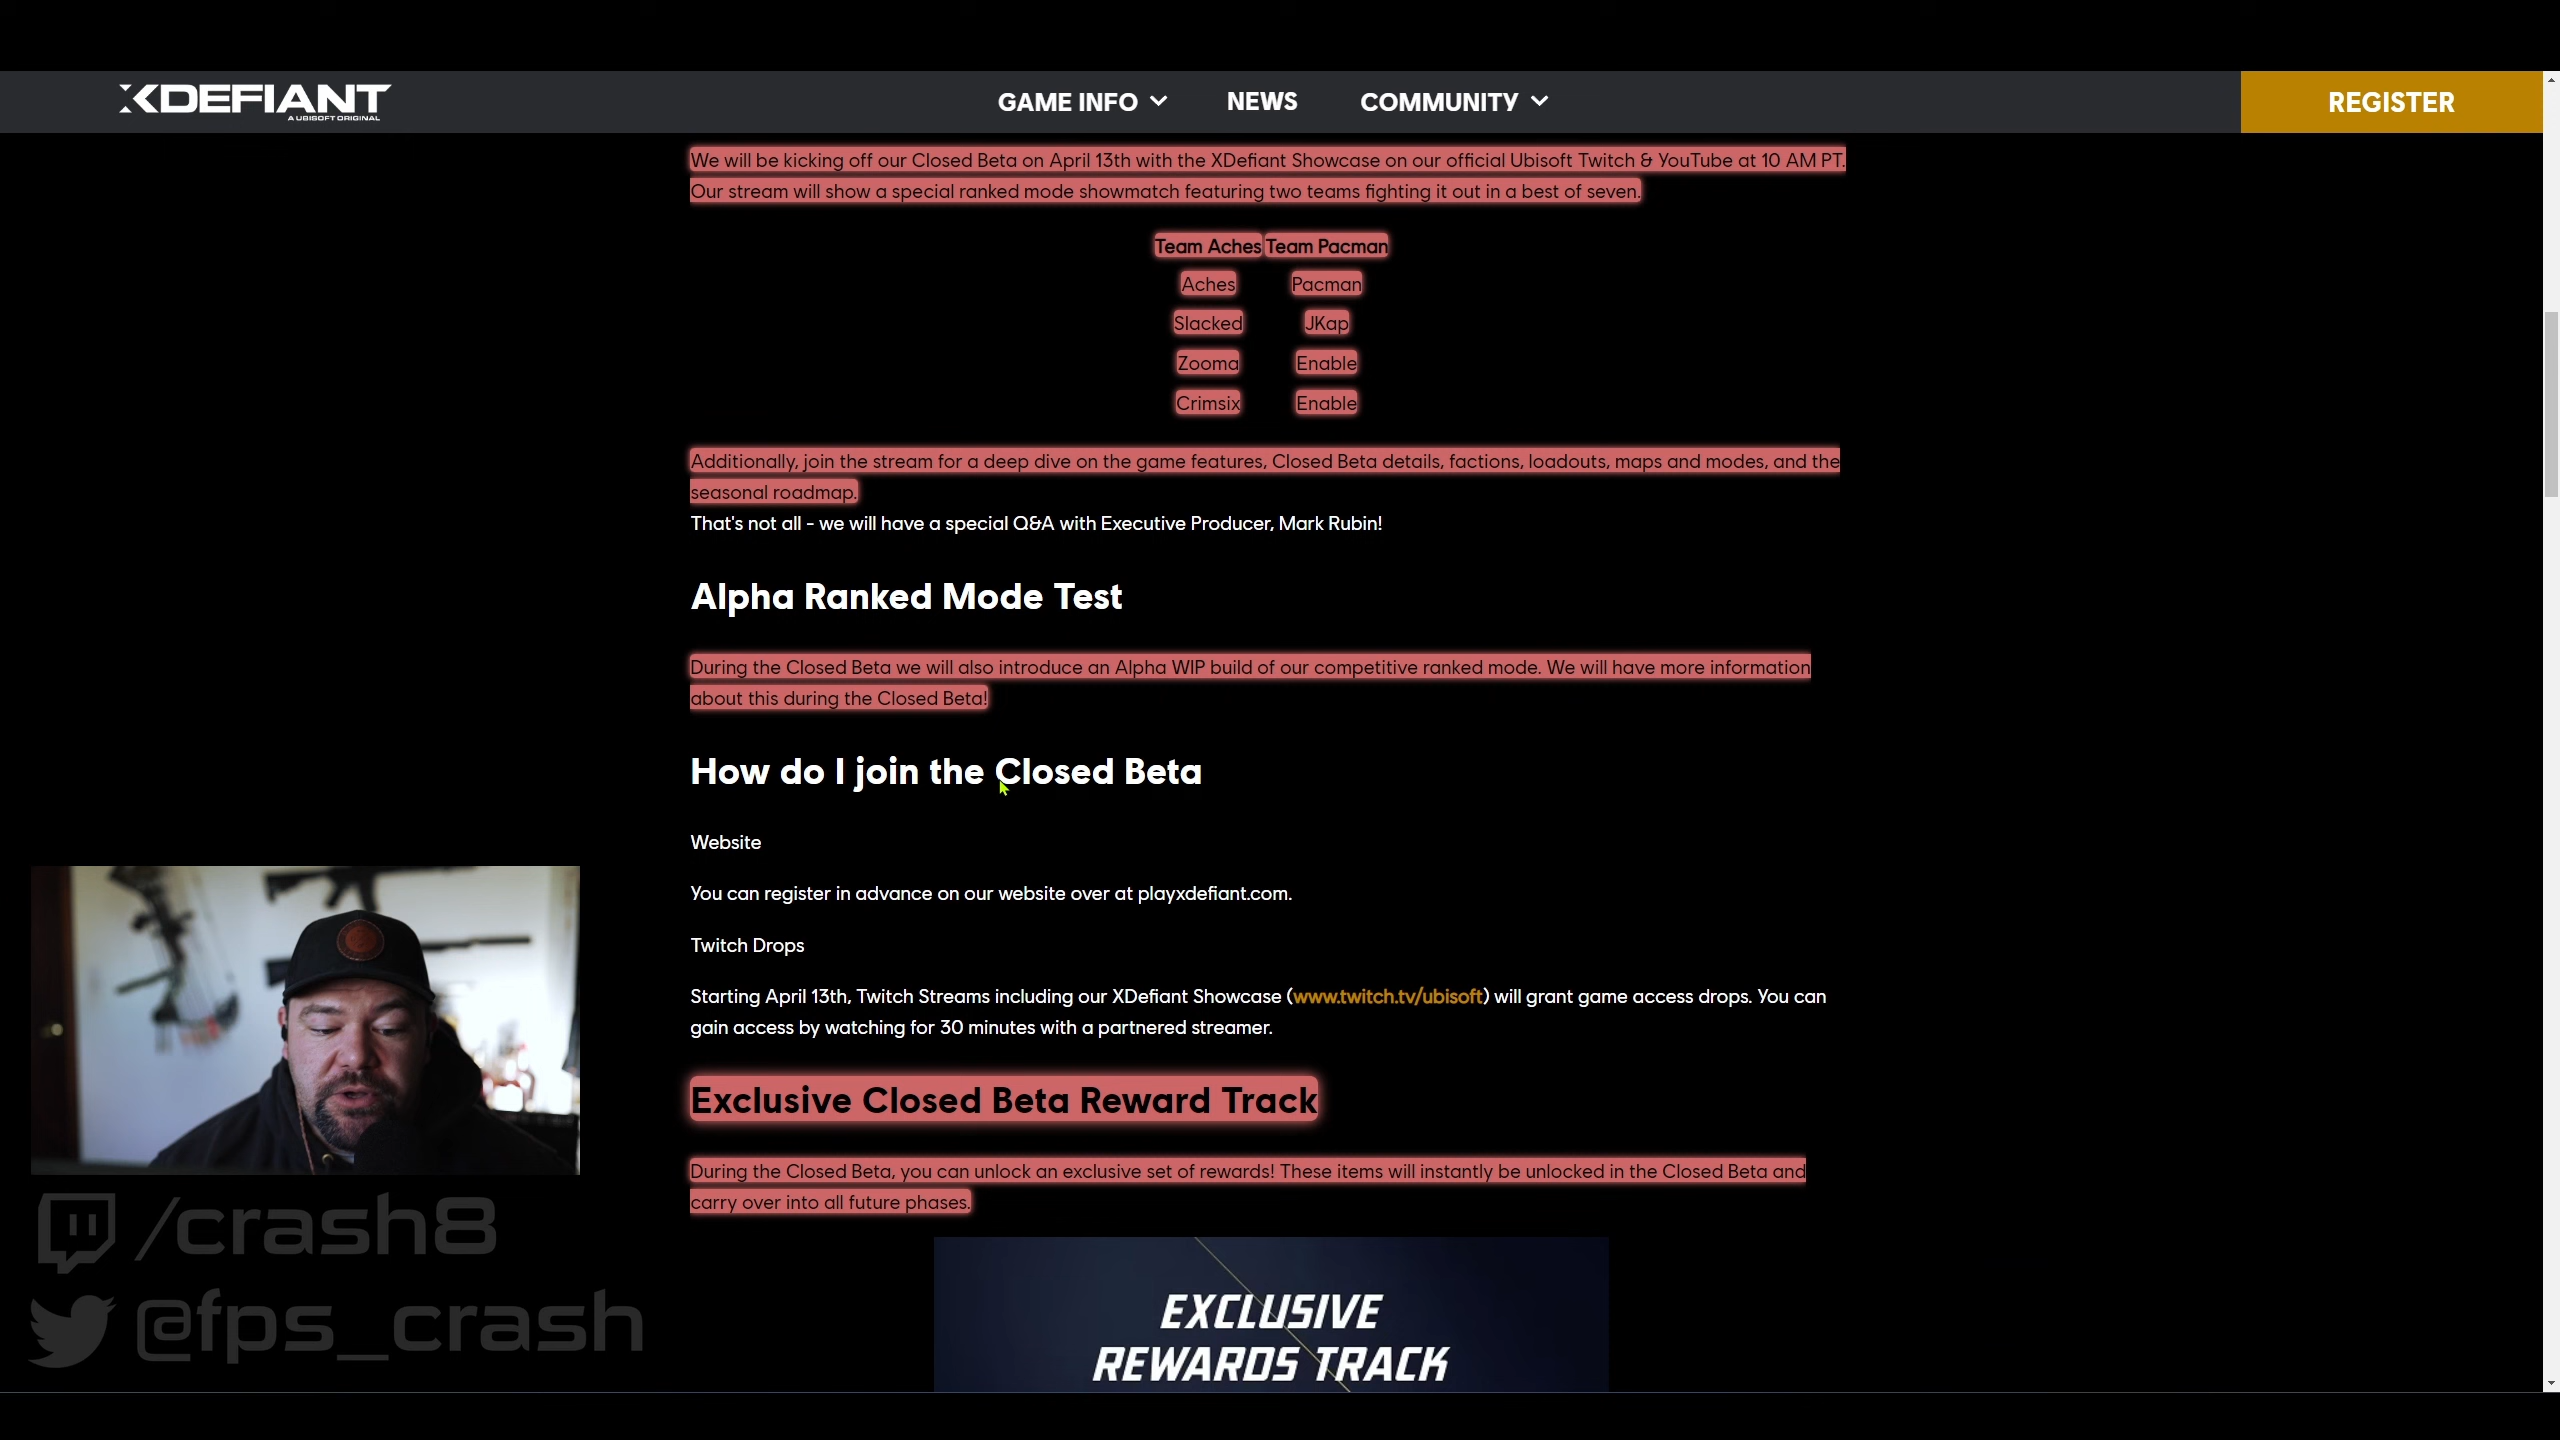 XDEFIANT
A UBISOFT ORIGINAL
GAME INFO NEWS COMMUNITY REGISTER
We will be kicking off our Closed Beta on April 13th with the XDefiant Showcase on our official Ubisoft Twitch & YouTube at 10 AM PT.
Our stream will show a special ranked mode showmatch featuring two teams fighting it out in a best of seven.
Team Aches Team Pacman
Aches Pacman
Slacked JKap
Zooma Enable
Crimsix Enable
Additionally, join the stream for a deep dive on the game features, Closed Beta details, factions, loadouts, maps and modes, and the
seasonal roadmap.
That's not all - we will have a special Q&A with Executive Producer, Mark Rubin!
Alpha Ranked Mode Test
During the Closed Beta we will also introduce an Alpha WIP build of our competitive ranked mode. We will have more information
about this during the Closed Beta!
How do I join the Closed Beta
Website
You can register in advance on our website over at playxdefiant.com.
Twitch Drops
Starting April 13th, Twitch Streams including our XDefiant Showcase (www.twitch.tv/ubisoft) will grant game access drops. You can
gain access by watching for 30 minutes with a partnered streamer.
Exclusive Closed Beta Reward Track
During the Closed Beta, you can unlock an exclusive set of rewards! These items will instantly be unlocked in the Closed Beta and
carry over into all future phases.
EXCLUSIVE
REWARDS TRACK
/crash8
@fps_crash